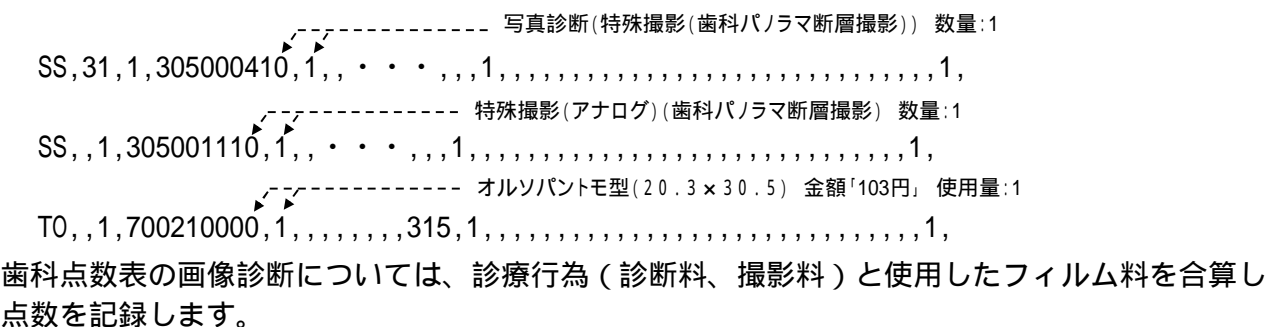 写真診断(特殊撮影(歯科パノラマ断層撮影)) 数量:1
SS,31,1,305000410,1,,・・・,,,1,,,,,,,,,,,,,,,,,,,,,,,,,,,,,,1,
特殊撮影(アナログ)(歯科パノラマ断層撮影) 数量:1
SS,,1,305001110,1,,・・・,,,1,,,,,,,,,,,,,,,,,,,,,,,,,,,,,,1,
オルソパントモ型(20.3×30.5) 金額「103円」 使用量:1
TO,,1,700210000,1,,,,,,,,315,1,,,,,,,,,,,,,,,,,,,,,,,,,,,,,,1,
歯科点数表の画像診断については、診療行為(診断料、撮影料)と使用したフィルム料を合算し
点数を記録します。